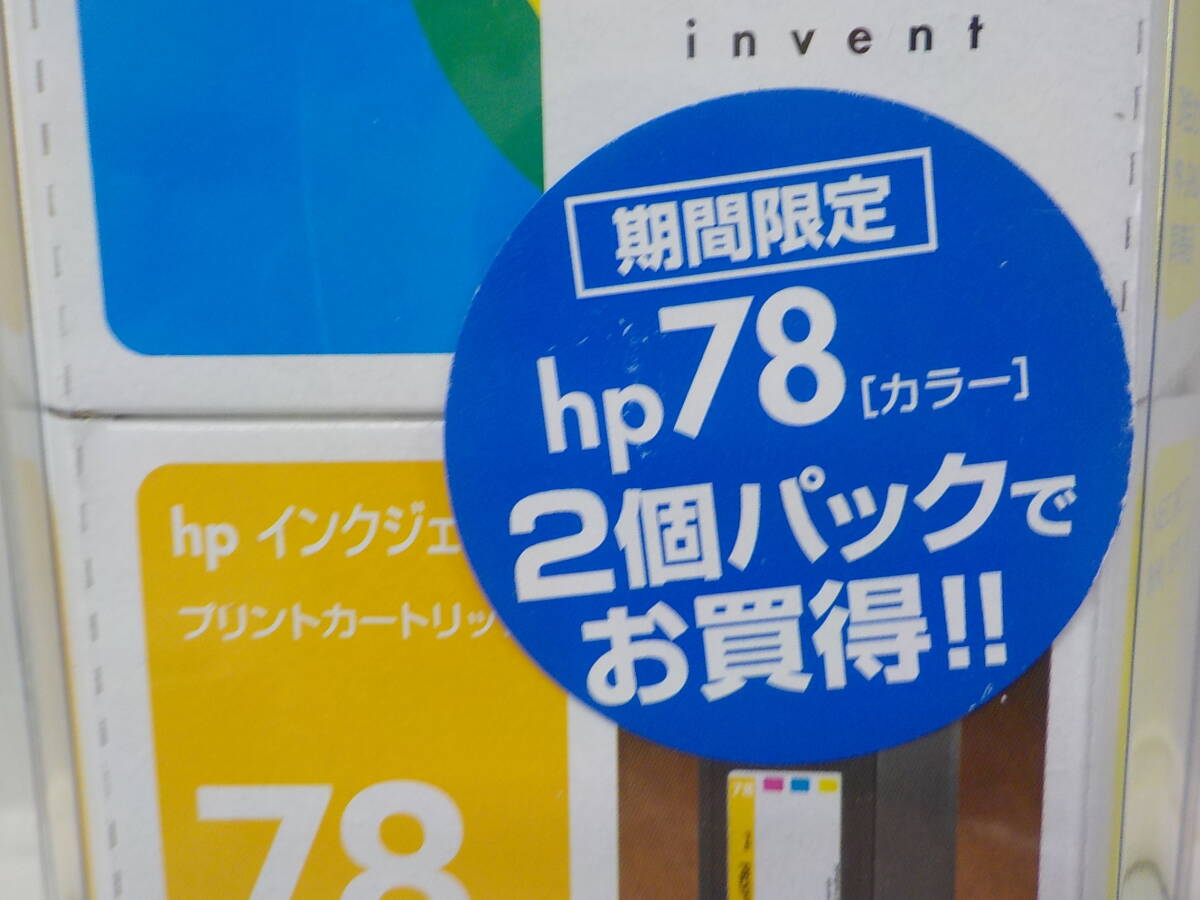 invent
期間限定
hp78[カラー]
2個パックで
お買得!!
hp インクジェ
プリントカートリッ
78
78